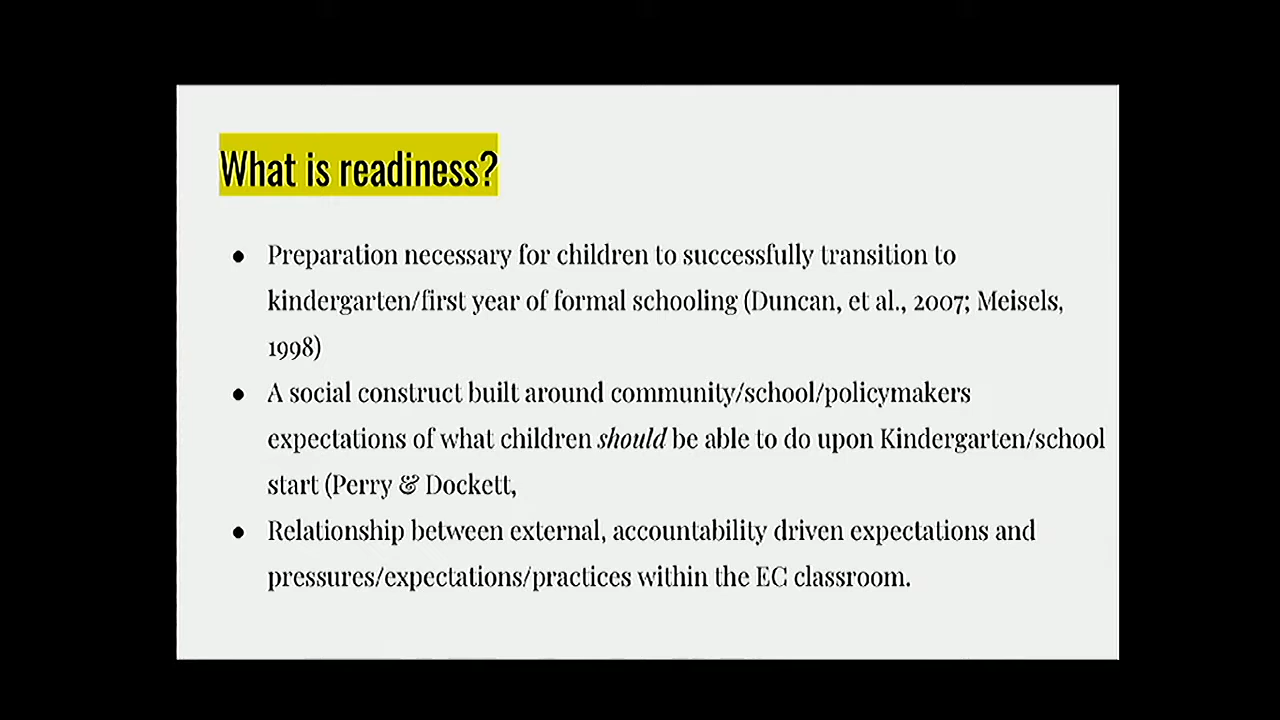 What is readiness?
● Preparation necessary for children to successfully transition to
kindergarten/first year of formal schooling (Duncan, et al., 2007; Meisels,
1998)
● A social construct built around community/school/policymakers
expectations of what children should be able to do upon Kindergarten/school
start (Perry & Dockett,
● Relationship between external, accountability driven expectations and
pressures/expectations/practices within the EC classroom.